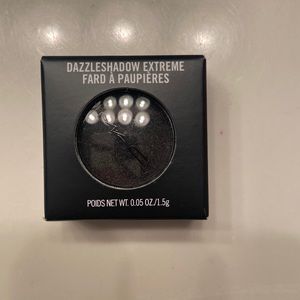 DAZZLESHADOW EXTREME
FARD À PAUPIÈRES
POIDS NET WT. 0.05 OZ./1.5g